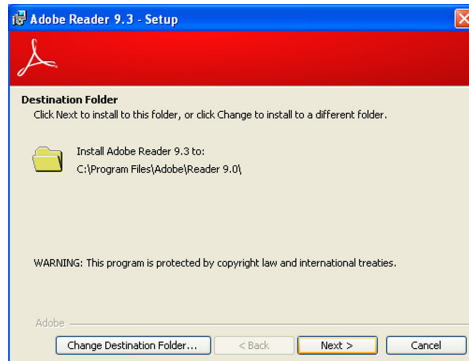 Adobe Reader 9.3 - Setup
Destination Folder
Click Next to install to this folder, or click Change to install to a different folder.
Install Adobe Reader 9.3 to:
C:\Program Files\Adobe\Reader 9.0\
WARNING: This program is protected by copyright law and international treaties.
Adobe
Change Destination Folder... < Back Next > Cancel